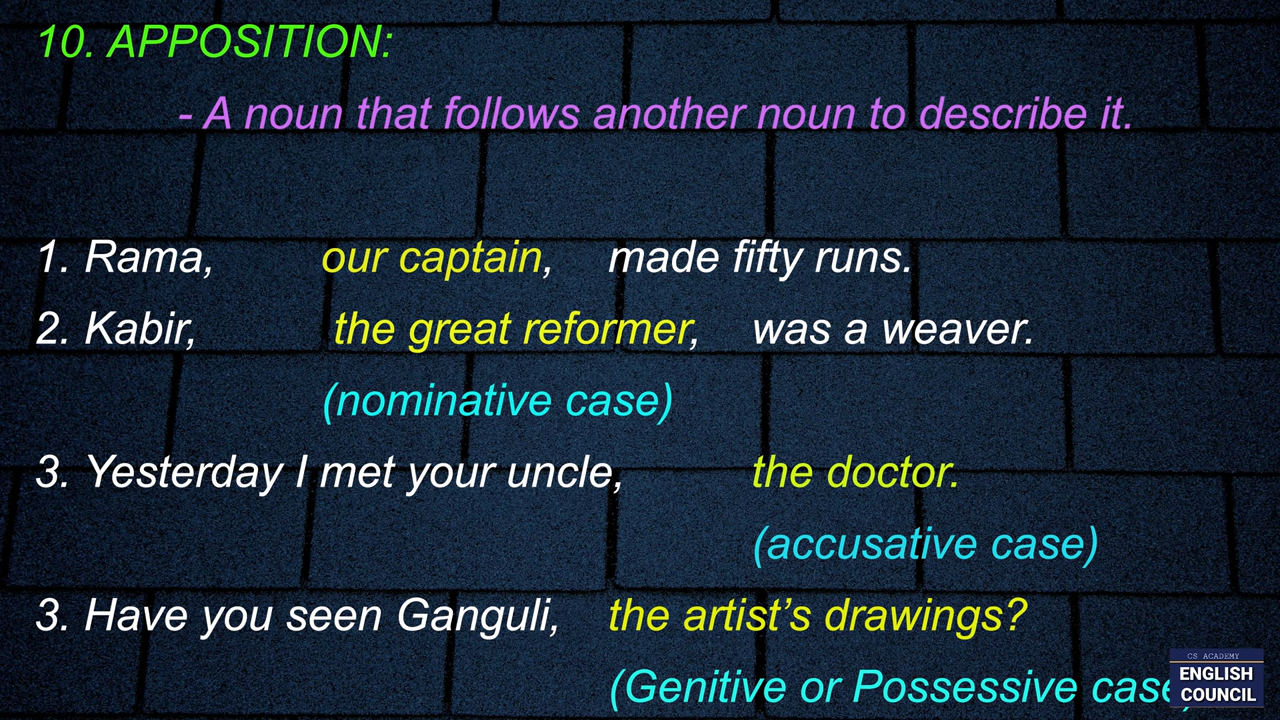 10. APPOSITION:
- A noun that follows another noun to describe it.
1. Rama, our captain, made fifty runs.
2. Kabir, the great reformer, was a weaver.
(nominative case)
3. Yesterday I met your uncle, the doctor.
(accusative case)
3. Have you seen Ganguli, the artist’s drawings?
(Genitive or Possessive case)
CS ACADEMY
ENGLISH
COUNCIL